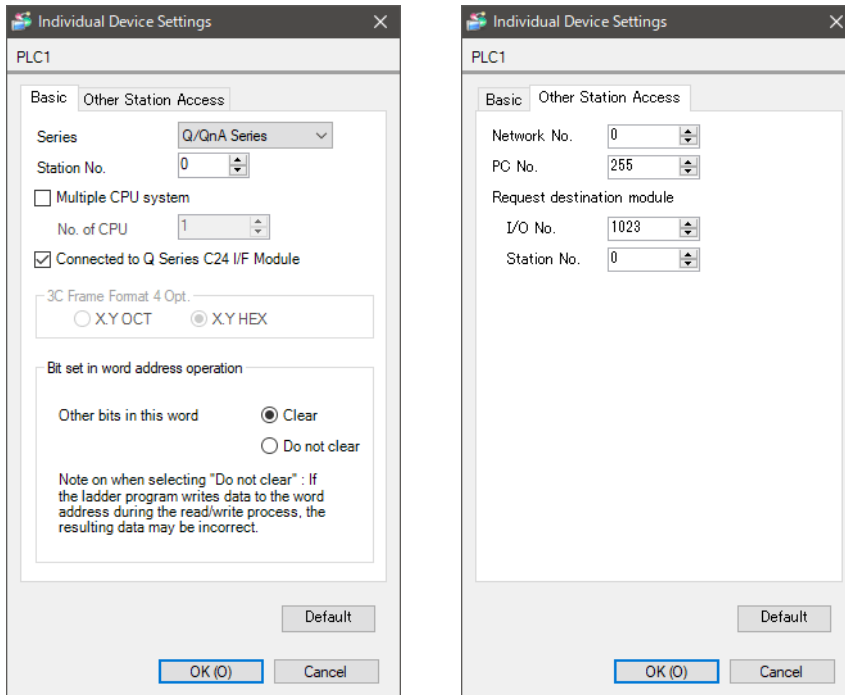 Individual Device Settings
PLC1
Basic
Other Station Access
Series
Q/QnA Series
Station No.
0
Multiple CPU system
No. of CPU
1
Connected to Q Series C24 I/F Module
3C Frame Format 4 Opt.
X.Y OCT
X.Y HEX
Bit set in word address operation
Other bits in this word
Clear
Do not clear
Note on when selecting "Do not clear" : If
the ladder program writes data to the word
address during the read/write process, the
resulting data may be incorrect.
Default
OK (O)
Cancel
Individual Device Settings
PLC1
Basic
Other Station Access
Network No.
0
PC No.
255
Request destination module
I/O No.
1023
Station No.
0
Default
OK (O)
Cancel